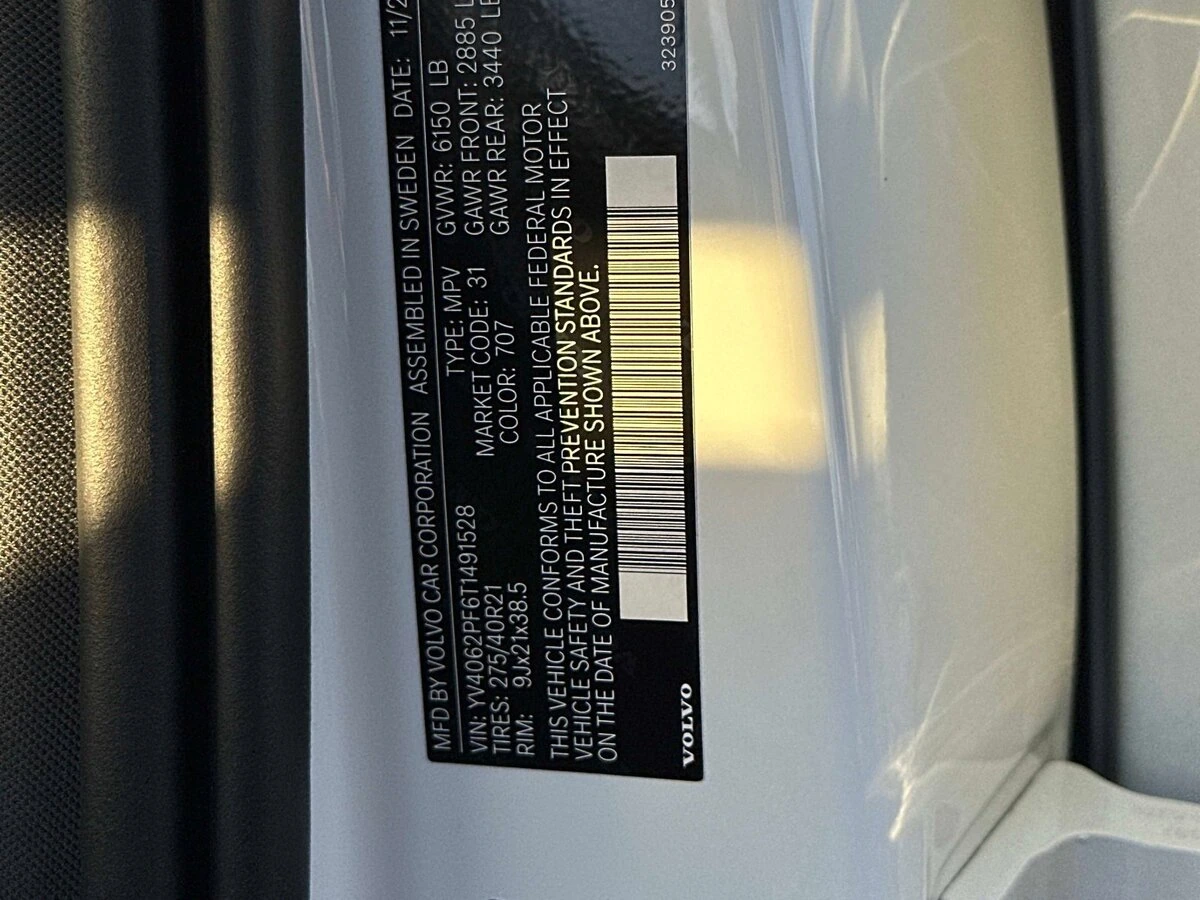 MFD BY VOLVO CAR CORPORATION ASSEMBLED IN SWEDEN DATE: 11/2
VIN: YV4062PF6T1491528 TYPE: MPV GVWR: 6150 LB
TIRES: 275/40R21 MARKET CODE: 31 GAWR FRONT: 2885 L
RIM: 9Jx21x38.5 COLOR: 707 GAWR REAR: 3440 LB
THIS VEHICLE CONFORMS TO ALL APPLICABLE FEDERAL MOTOR
VEHICLE SAFETY AND THEFT PREVENTION STANDARDS IN EFFECT
ON THE DATE OF MANUFACTURE SHOWN ABOVE.
VOLVO 323905